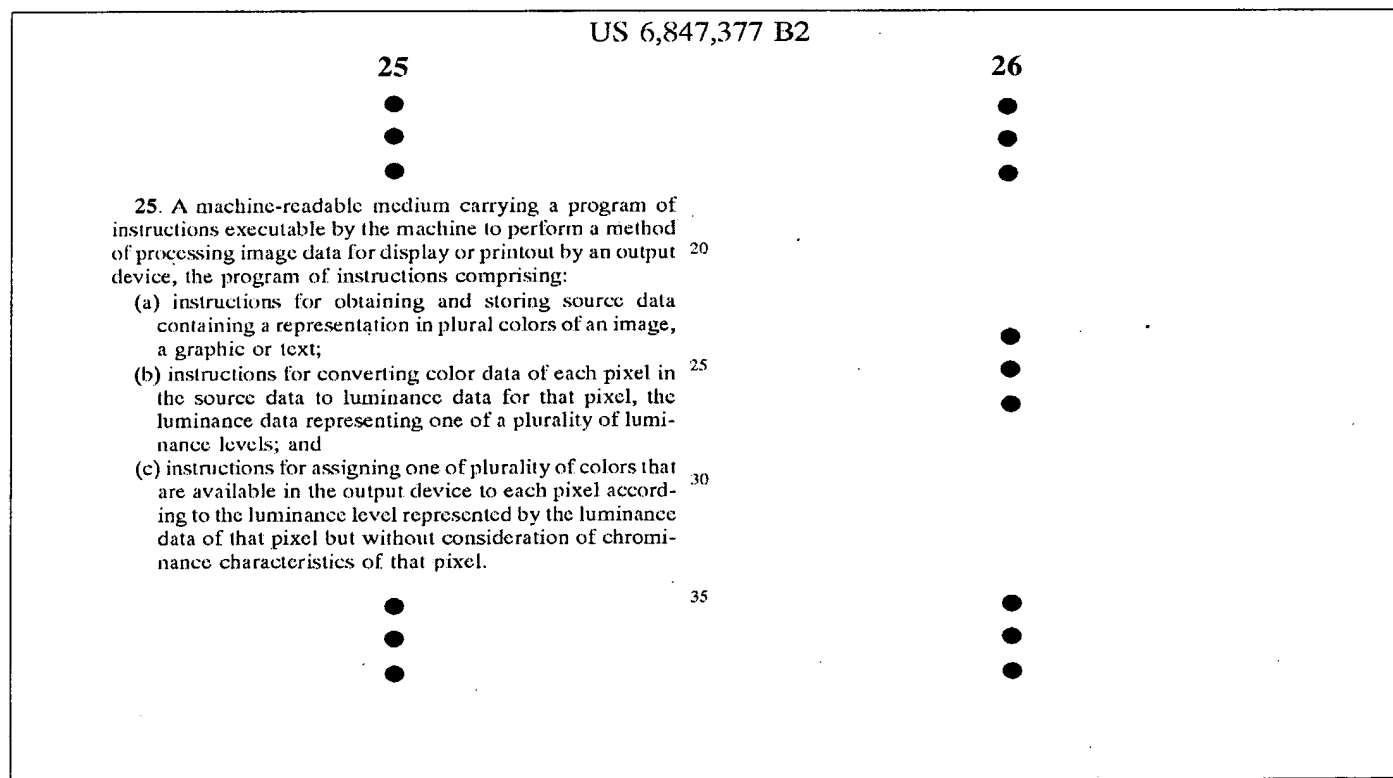 US 6,847,377 B2
25
26
25. A machine-readable medium carrying a program of
instructions executable by the machine to perform a method
of processing image data for display or printout by an output
20
device, the program of instructions comprising:
(a) instructions for obtaining and storing source data
containing a representation in plural colors of an image,
a graphic or text;
(b) instructions for converting color data of each pixel in
25
the source data to luminance data for that pixel, the
luminance data representing one of a plurality of lumi-
nance levels; and
(c) instructions for assigning one of plurality of colors that
30
are available in the output device to each pixel accord-
ing to the luminance level represented by the luminance
data of that pixel but without consideration of chromi-
nance characteristics of that pixel.
35